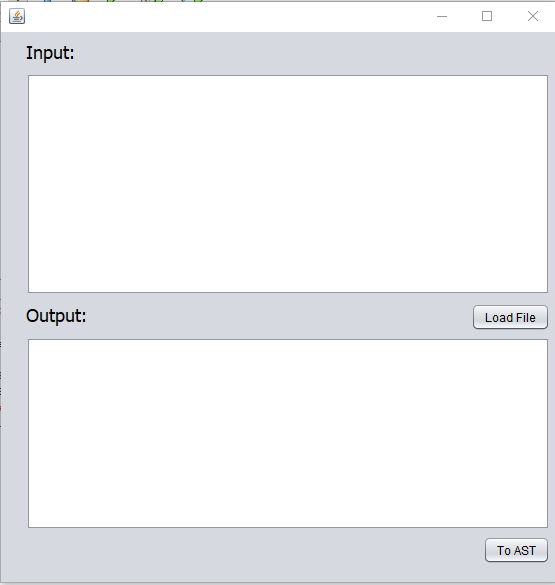 Input:
Output:
Load File
To AST